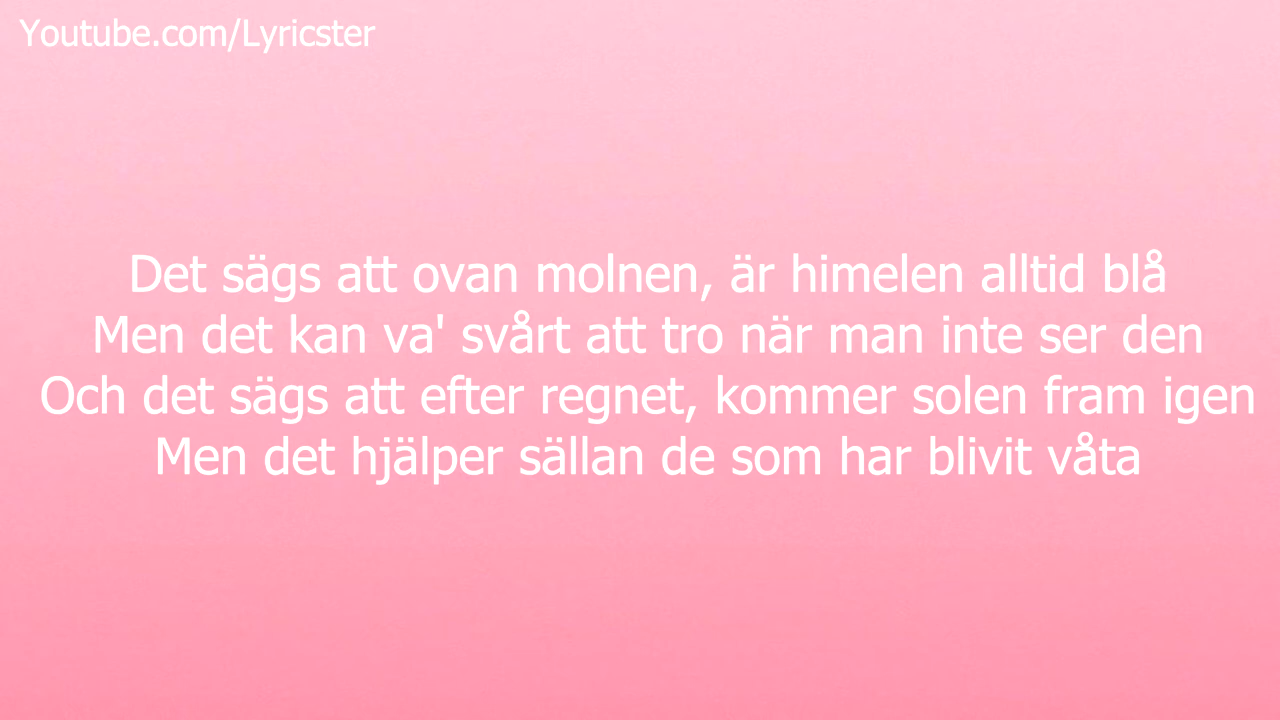 Youtube.com/Lyricster
Det sägs att ovan molnen, är himelen alltid blå
Men det kan va' svårt att tro när man inte ser den
Och det sägs att efter regnet, kommer solen fram igen
Men det hjälper sällan de som har blivit våta